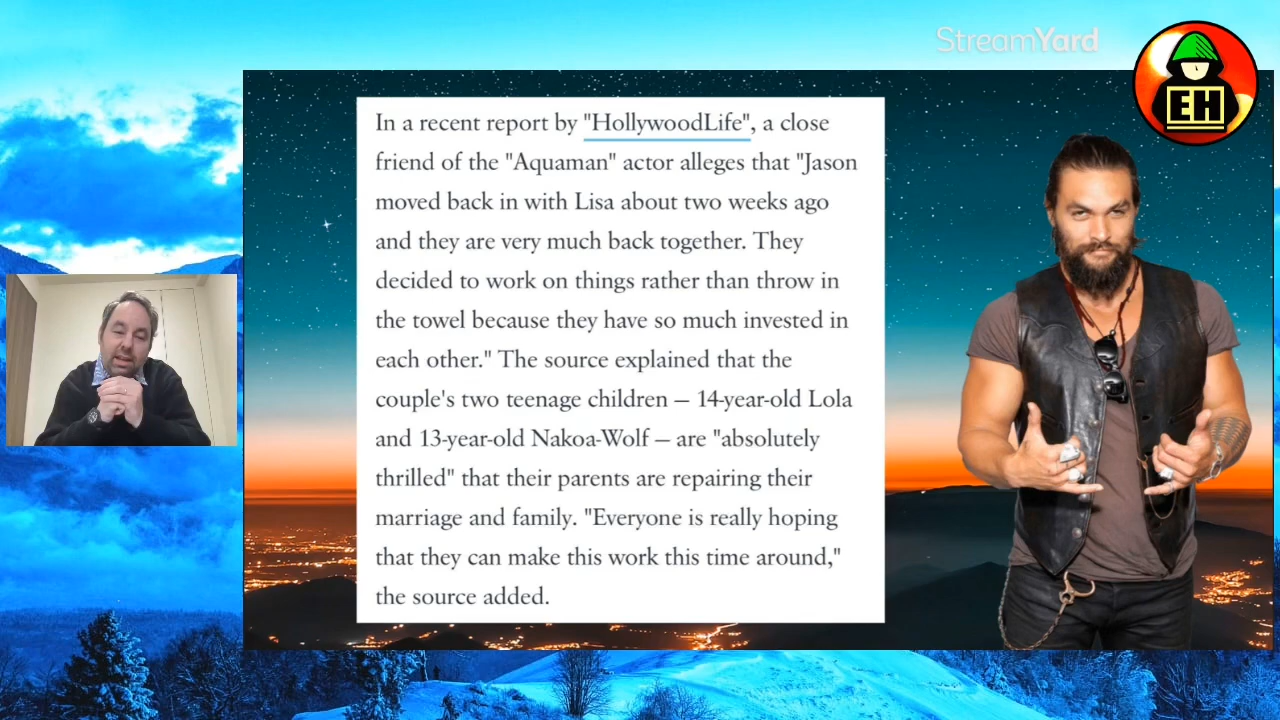 StreamYard
EH
In a recent report by "HollywoodLife", a close
friend of the "Aquaman" actor alleges that "Jason
moved back in with Lisa about two weeks ago
and they are very much back together. They
decided to work on things rather than throw in
the towel because they have so much invested in
each other." The source explained that the
couple's two teenage children — 14-year-old Lola
and 13-year-old Nakoa-Wolf — are "absolutely
thrilled" that their parents are repairing their
marriage and family. "Everyone is really hoping
that they can make this work this time around,"
the source added.